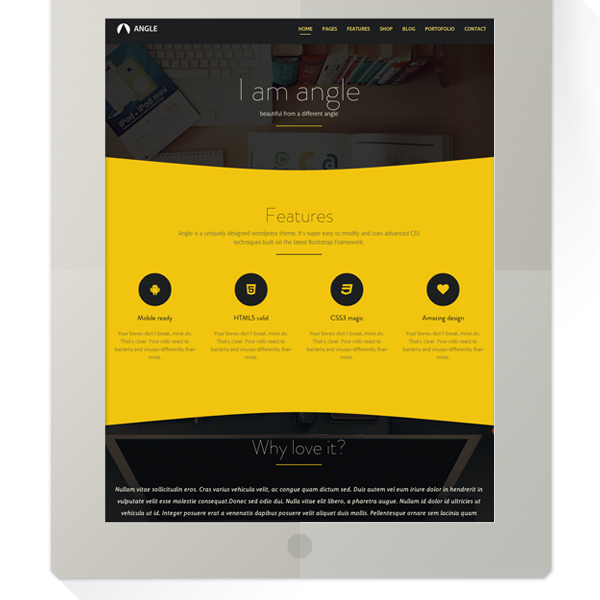 ANGLE
HOME PAGES FEATURES SHOP BLOG PORTOFOLIO CONTACT
iPod • iPad mini
I am angle
beautiful from a different angle
Features
Angle is a uniquely designed wordpress theme. It's super easy to modify and uses advanced CSS
techniques built on the latest Bootstrap Framework.
Mobile ready HTML5 valid CSS3 magic Amazing design
Your bones don't break, mine do.
That's clear. Your cells react to
bacteria and viruses differently than
mine.
Your bones don't break, mine do.
That's clear. Your cells react to
bacteria and viruses differently than
mine.
Your bones don't break, mine do.
That's clear. Your cells react to
bacteria and viruses differently than
mine.
Your bones don't break, mine do.
That's clear. Your cells react to
bacteria and viruses differently than
mine.
Why love it?
Nullam vitae sollicitudin eros. Cras varius vehicula velit, ac congue quam dictum sed. Duis autem vel eum iriure dolor in hendrerit in
vulputate velit esse molestie consequat.Donec sed odio dui. Nulla vitae elit libero, a pharetra augue. Nullam id dolor id ultricies ut
vehicula ut id. Integer posuere erat a venenatis dapibus posuere velit aliquet duis mollis. Pellentesque ornare sem lacinia quam